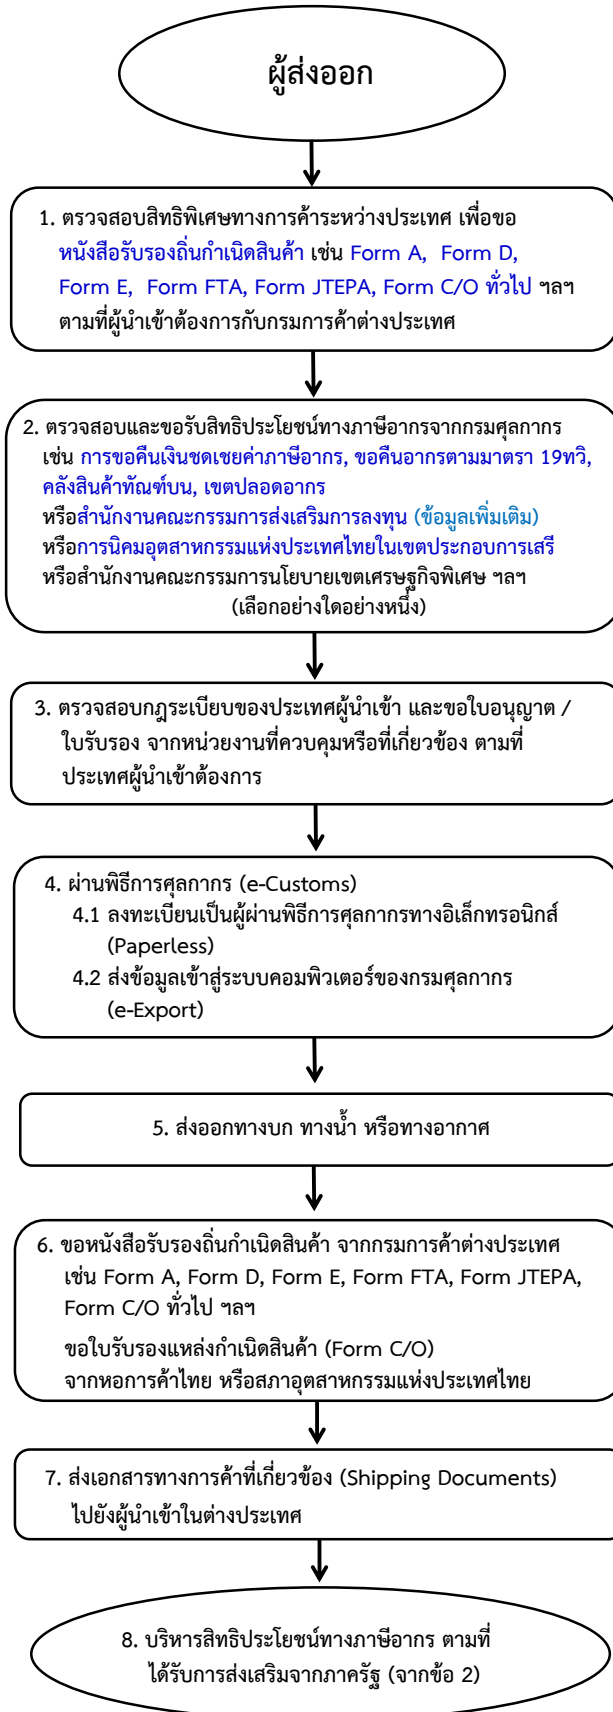 ผู้ส่งออก
1. ตรวจสอบสิทธิพิเศษทางการค้าระหว่างประเทศ เพื่อขอ
หนังสือรับรองถิ่นกำเนิดสินค้า เช่น Form A, Form D,
Form E, Form FTA, Form JTEPA, Form C/O ทั่วไป ฯลฯ
ตามที่ผู้นำเข้าต้องการกับกรมการค้าต่างประเทศ
2. ตรวจสอบและขอรับสิทธิประโยชน์ทางภาษีอากรจากกรมศุลกากร
เช่น การขอคืนเงินชดเชยค่าภาษีอากร, ขอคืนอากรตามมาตรา 19ทวิ,
คลังสินค้าทัณฑ์บน, เขตปลอดอากร
หรือสำนักงานคณะกรรมการส่งเสริมการลงทุน (ข้อมูลเพิ่มเติม)
หรือการนิคมอุตสาหกรรมแห่งประเทศไทยในเขตประกอบการเสรี
หรือสำนักงานคณะกรรมการนโยบายเขตเศรษฐกิจพิเศษ ฯลฯ
(เลือกอย่างใดอย่างหนึ่ง)
3. ตรวจสอบกฎระเบียบของประเทศผู้นำเข้า และขอใบอนุญาต /
ใบรับรอง จากหน่วยงานที่ควบคุมหรือที่เกี่ยวข้อง ตามที่
ประเทศผู้นำเข้าต้องการ
4. ผ่านพิธีการศุลกากร (e-Customs)
4.1 ลงทะเบียนเป็นผู้ผ่านพิธีการศุลกากรทางอิเล็กทรอนิกส์
(Paperless)
4.2 ส่งข้อมูลเข้าสู่ระบบคอมพิวเตอร์ของกรมศุลกากร
(e-Export)
5. ส่งออกทางบก ทางน้ำ หรือทางอากาศ
6. ขอหนังสือรับรองถิ่นกำเนิดสินค้า จากกรมการค้าต่างประเทศ
เช่น Form A, Form D, Form E, Form FTA, Form JTEPA,
Form C/O ทั่วไป ฯลฯ
ขอใบรับรองแหล่งกำเนิดสินค้า (Form C/O)
จากหอการค้าไทย หรือสภาอุตสาหกรรมแห่งประเทศไทย
7. ส่งเอกสารทางการค้าที่เกี่ยวข้อง (Shipping Documents)
ไปยังผู้นำเข้าในต่างประเทศ
8. บริหารสิทธิประโยชน์ทางภาษีอากร ตามที่
ได้รับการส่งเสริมจากภาครัฐ (จากข้อ 2)